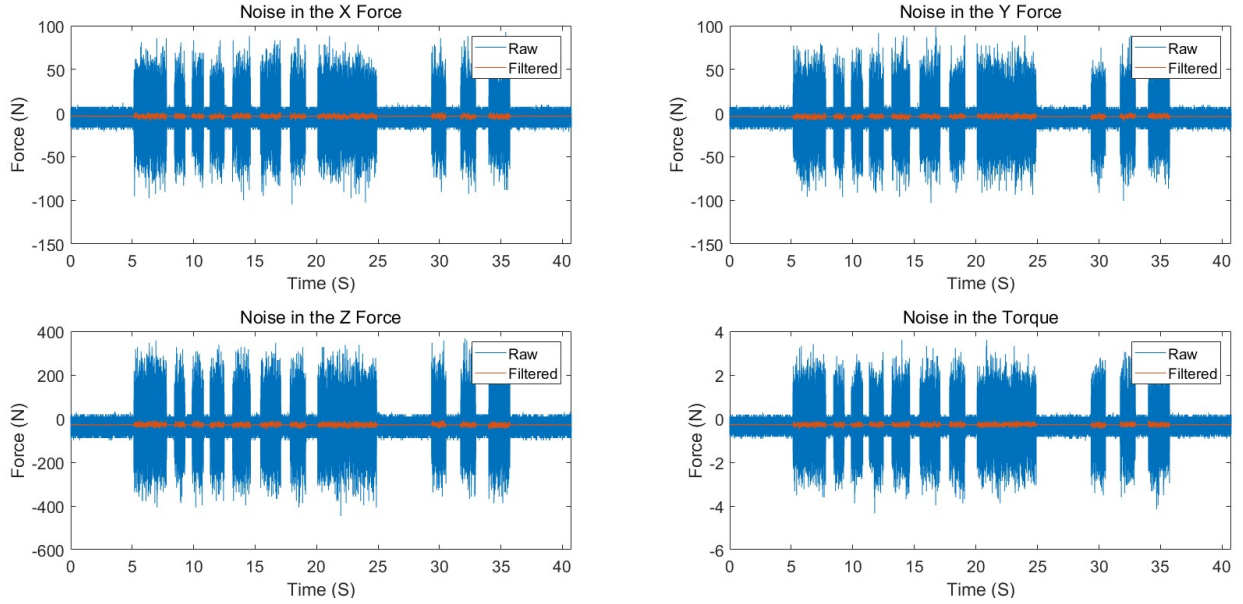 Noise in the X Force
100
50
0
-50
-100
-150
Force (N)
Raw
Filtered
0 5 10 15 20 25 30 35 40
Time (S)
Noise in the Y Force
100
50
0
-50
-100
-150
Force (N)
Raw
Filtered
0 5 10 15 20 25 30 35 40
Time (S)
Noise in the Z Force
400
200
0
-200
-400
-600
Force (N)
Raw
Filtered
0 5 10 15 20 25 30 35 40
Time (S)
Noise in the Torque
4
2
0
-2
-4
-6
Force (N)
Raw
Filtered
0 5 10 15 20 25 30 35 40
Time (S)